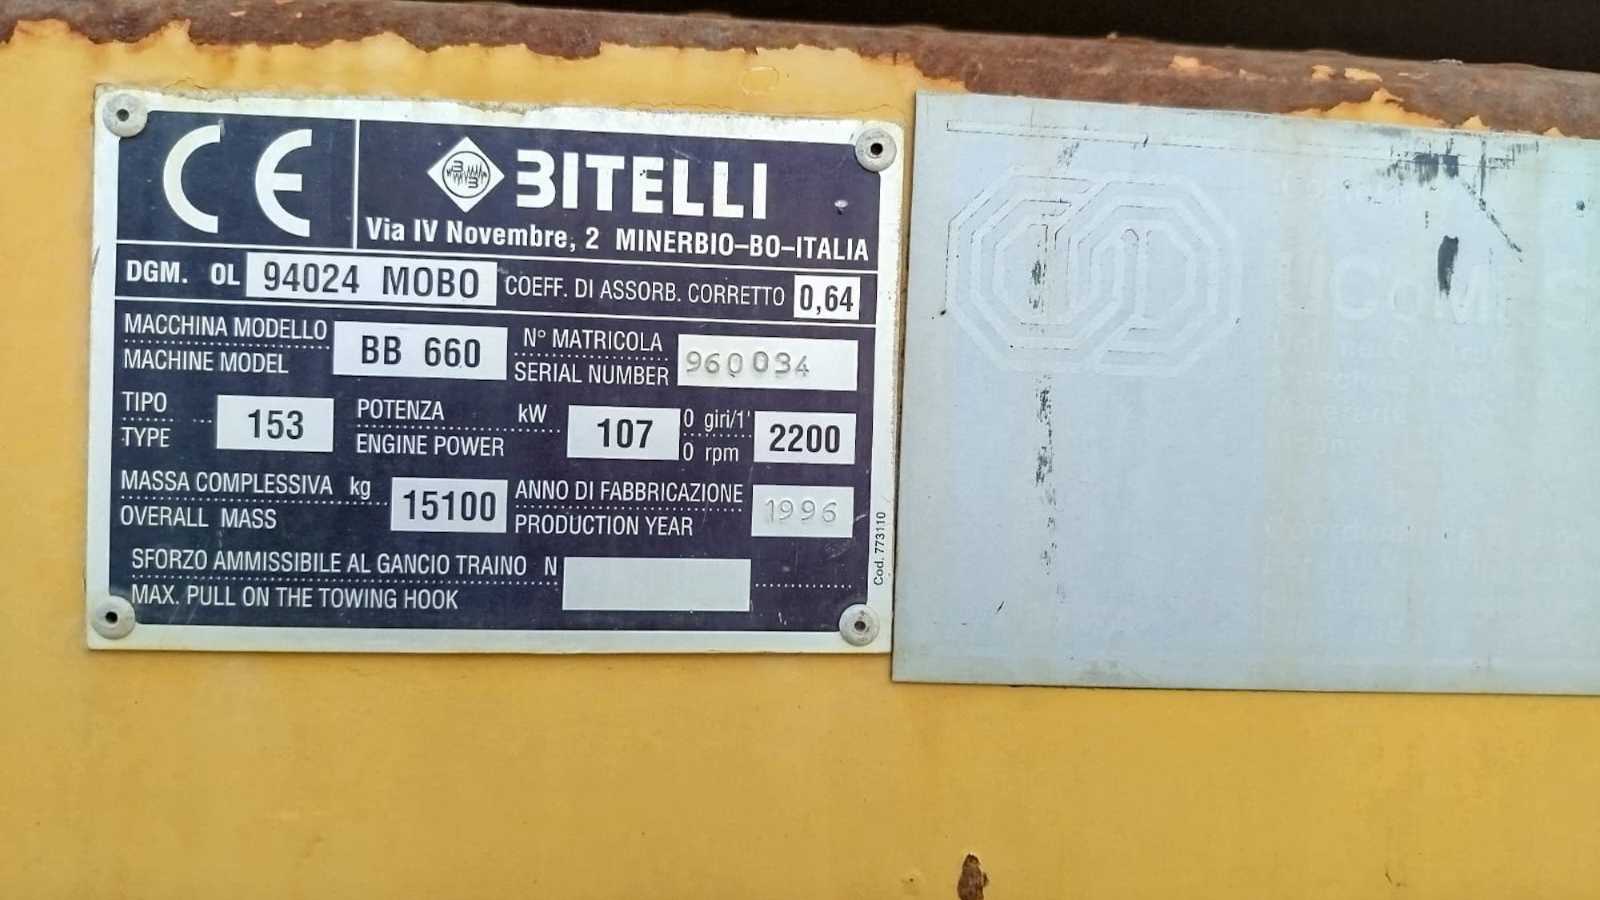 CE
BITELLI
Via IV Novembre, 2 MINERBIO-BO-ITALIA
DGM. OL 94024 MOBO COEFF. DI ASSORB. CORRETTO 0,64
MACCHINA MODELLO BB 660 N° MATRICOLA 960034
MACHINE MODEL SERIAL NUMBER
TIPO 153 POTENZA kW 107 0 giri/1' 2200
TYPE ENGINE POWER 0 rpm
MASSA COMPLESSIVA kg 15100 ANNO DI FABBRICAZIONE 1996
OVERALL MASS PRODUCTION YEAR
SFORZO AMMISSIBILE AL GANCIO TRAINO N
MAX. PULL ON THE TOWING HOOK
Cod. 773110